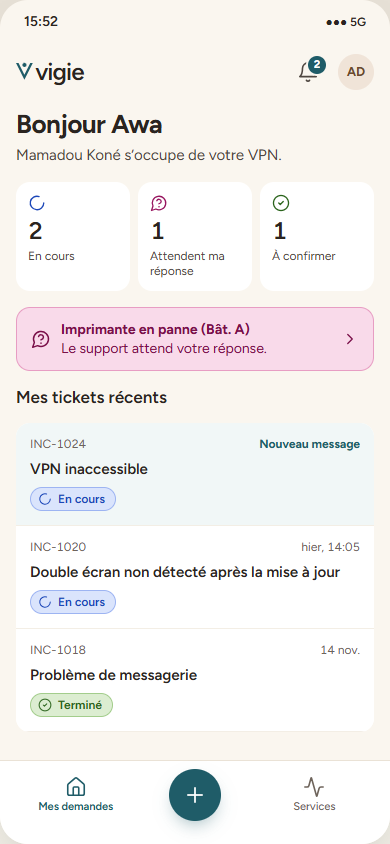 15:52
5G
vigie
2
AD
Bonjour Awa
Mamadou Koné s’occupe de votre VPN.
2
En cours
1
Attendent ma
réponse
1
À confirmer
Imprimante en panne (Bât. A)
Le support attend votre réponse.
Mes tickets récents
INC-1024
Nouveau message
VPN inaccessible
En cours
INC-1020
hier, 14:05
Double écran non détecté après la mise à jour
En cours
INC-1018
14 nov.
Problème de messagerie
Terminé
Mes demandes
Services